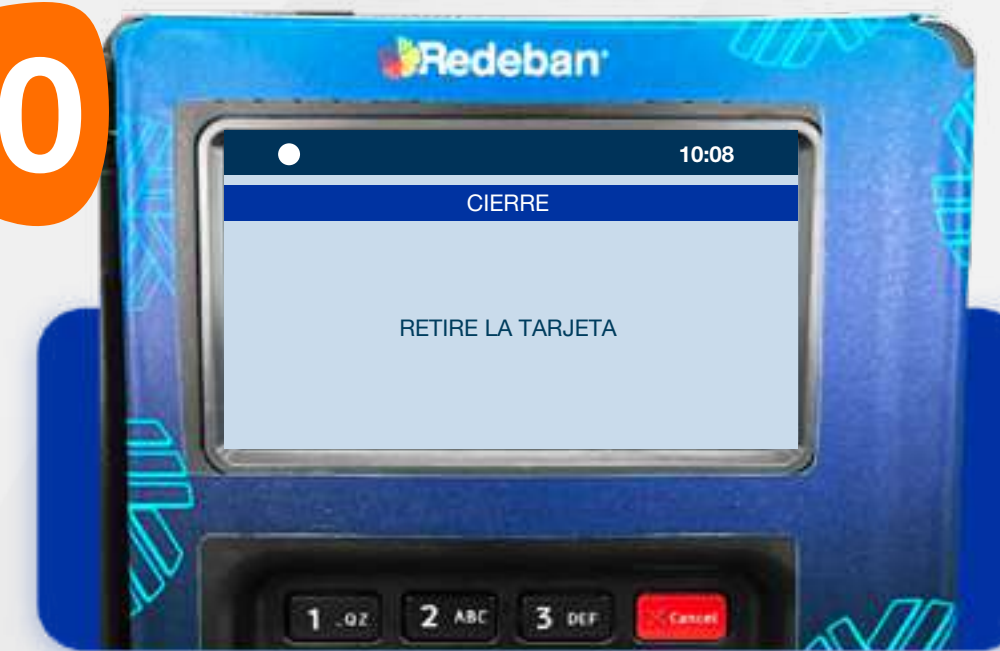 0
Redeban
10:08
CIERRE
RETIRE LA TARJETA
1 .QZ 2 ABC 3 DEF Cancel